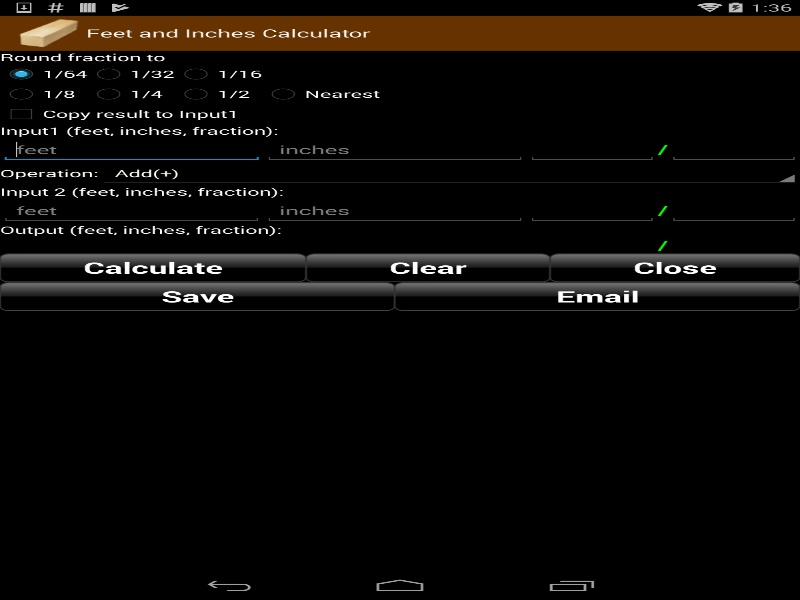 1:36
Feet and Inches Calculator
Round fraction to
1/64 1/32 1/16
1/8 1/4 1/2 Nearest
Copy result to Input1
Input1 (feet, inches, fraction):
feet inches /
Operation: Add(+)
Input 2 (feet, inches, fraction):
feet inches /
Output (feet, inches, fraction):
/
Calculate Clear Close
Save Email